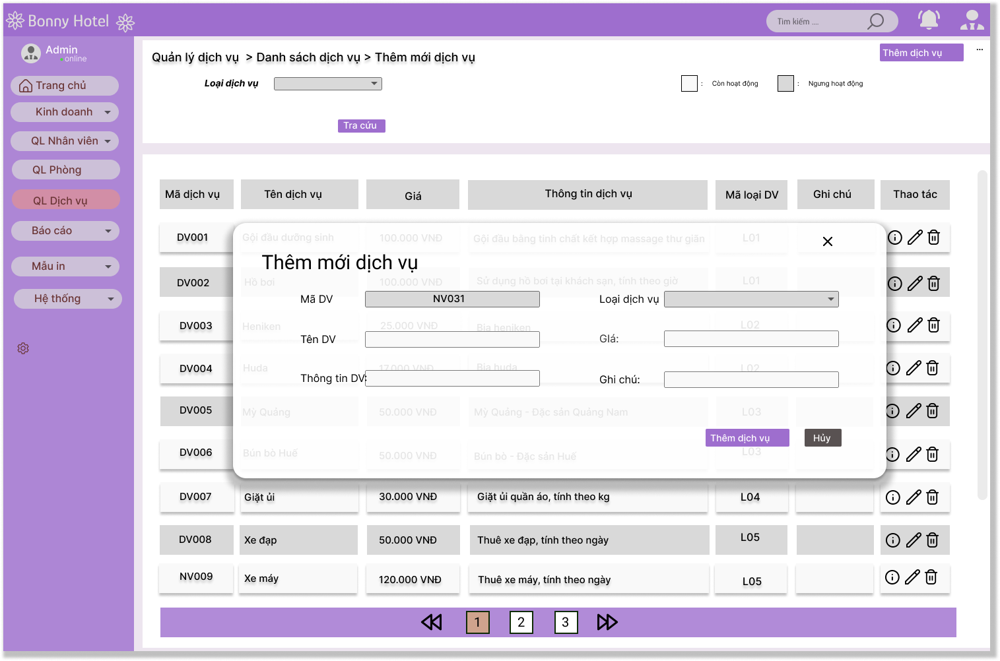 Bonny Hotel
Tìm kiếm ....
Admin
online
Trang chủ
Kinh doanh
QL Nhân viên
QL Phòng
QL Dịch vụ
Báo cáo
Mẫu in
Hệ thống
Quản lý dịch vụ > Danh sách dịch vụ > Thêm mới dịch vụ
Thêm dịch vụ ...
Loại dịch vụ
: Còn hoạt động : Ngưng hoạt động
Tra cứu
Mã dịch vụ Tên dịch vụ Giá Thông tin dịch vụ Mã loại DV Ghi chú Thao tác
DV001 Gội đầu dưỡng sinh 100.000 VNĐ Gội đầu bằng tinh chất kết hợp massage thư giãn L01
DV002 Hồ bơi 100.000 VNĐ Sử dụng hồ bơi tại khách sạn, tính theo giờ L01
DV003 Heniken 25.000 VNĐ Bia heniken L02
DV004 Huda 17.000 VNĐ Bia huda L02
DV005 Mỳ Quảng 50.000 VNĐ Mỳ Quảng - Đặc sản Quảng Nam L03
DV006 Bún bò Huế 50.000 VNĐ Bún bò - Đặc sản Huế L03
DV007 Giặt ủi 30.000 VNĐ Giặt ủi quần áo, tính theo kg L04
DV008 Xe đạp 50.000 VNĐ Thuê xe đạp, tính theo ngày L05
NV009 Xe máy 120.000 VNĐ Thuê xe máy, tính theo ngày L05
Thêm mới dịch vụ
Mã DV NV031 Loại dịch vụ
Tên DV GIá:
Thông tin DV: Ghi chú:
Thêm dịch vụ Hủy
1 2 3